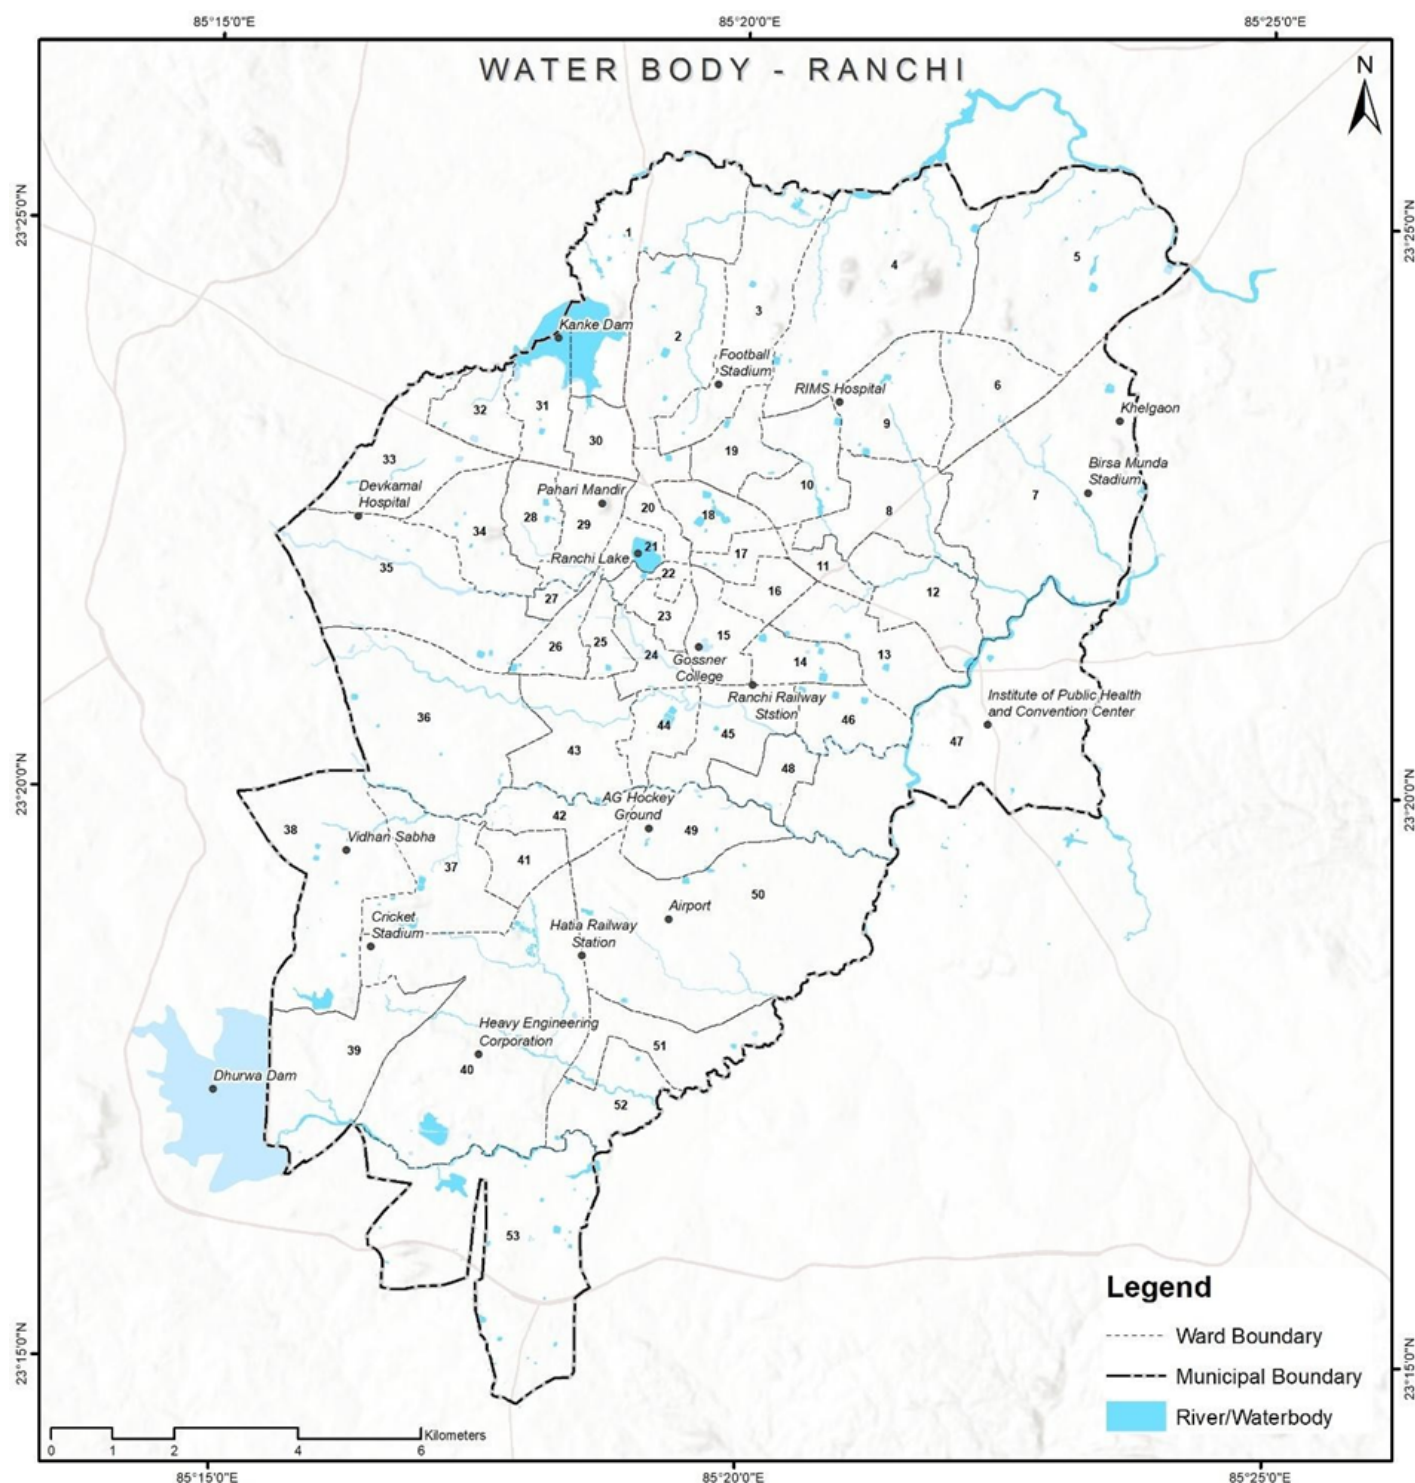 85°15'0"E
85°20'0"E
85°25'0"E
WATER BODY - RANCHI
N
23°25'0"N
23°25'0"N
1
5
4
3
Kanke Dam
2
Football
Stadium
RIMS Hospital
6
Khelgaon
32
31
30
9
19
33
Birsa Munda
Stadium
Devkamal
Hospital
Pahari Mandir
10
7
34
28
29
20
18
8
Ranchi Lake
21
17
35
22
11
27
16
12
23
26
25
24
15
Gossner
College
14
13
Ranchi Railway
Ststion
Institute of Public Health
and Convention Center
36
44
45
46
47
43
48
23°20'0"N
23°20'0"N
AG Hockey
Ground
42
49
38
Vidhan Sabha
37
41
50
Airport
Cricket
Stadium
Hatia Railway
Station
Heavy Engineering
Corporation
39
40
51
Dhurwa Dam
52
53
Legend
Ward Boundary
Municipal Boundary
River/Waterbody
23°15'0"N
23°15'0"N
Kilometers
0 1 2 4 6
85°15'0"E
85°20'0"E
85°25'0"E